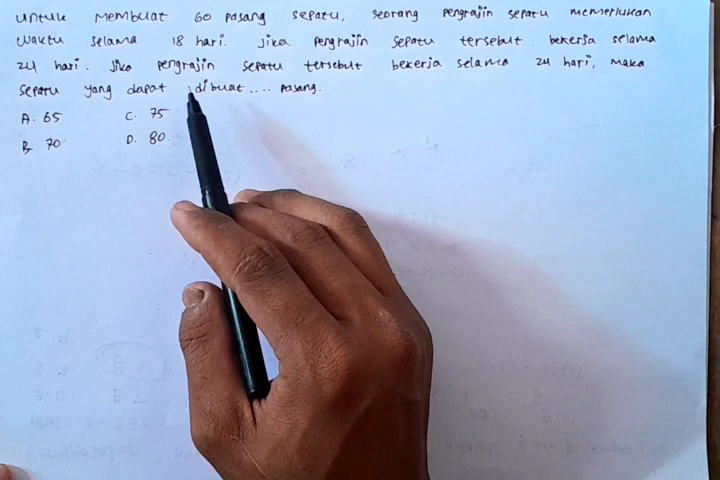 untuk membuat 60 pasang sepatu, seorang pengrajin sepatu memerlukan
waktu selama 18 hari. Jika pengrajin sepatu tersebut bekerja selama
24 hari. Jika pengrajin sepatu tersebut bekerja selama 24 hari, maka
sepatu yang dapat dibuat .... pasang.
A. 65 C. 75
B. 70 D. 80